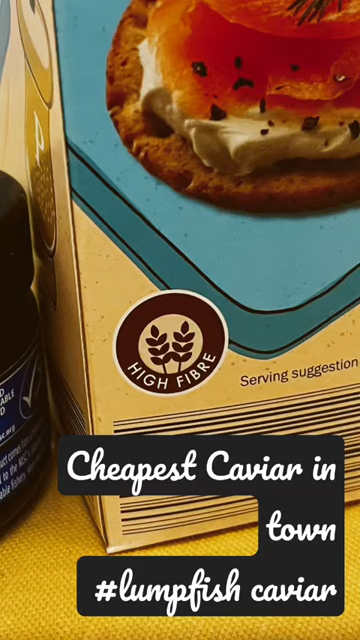 HIGH FIBRE
Serving suggestion
Cheapest Caviar in
town
#lumpfish caviar